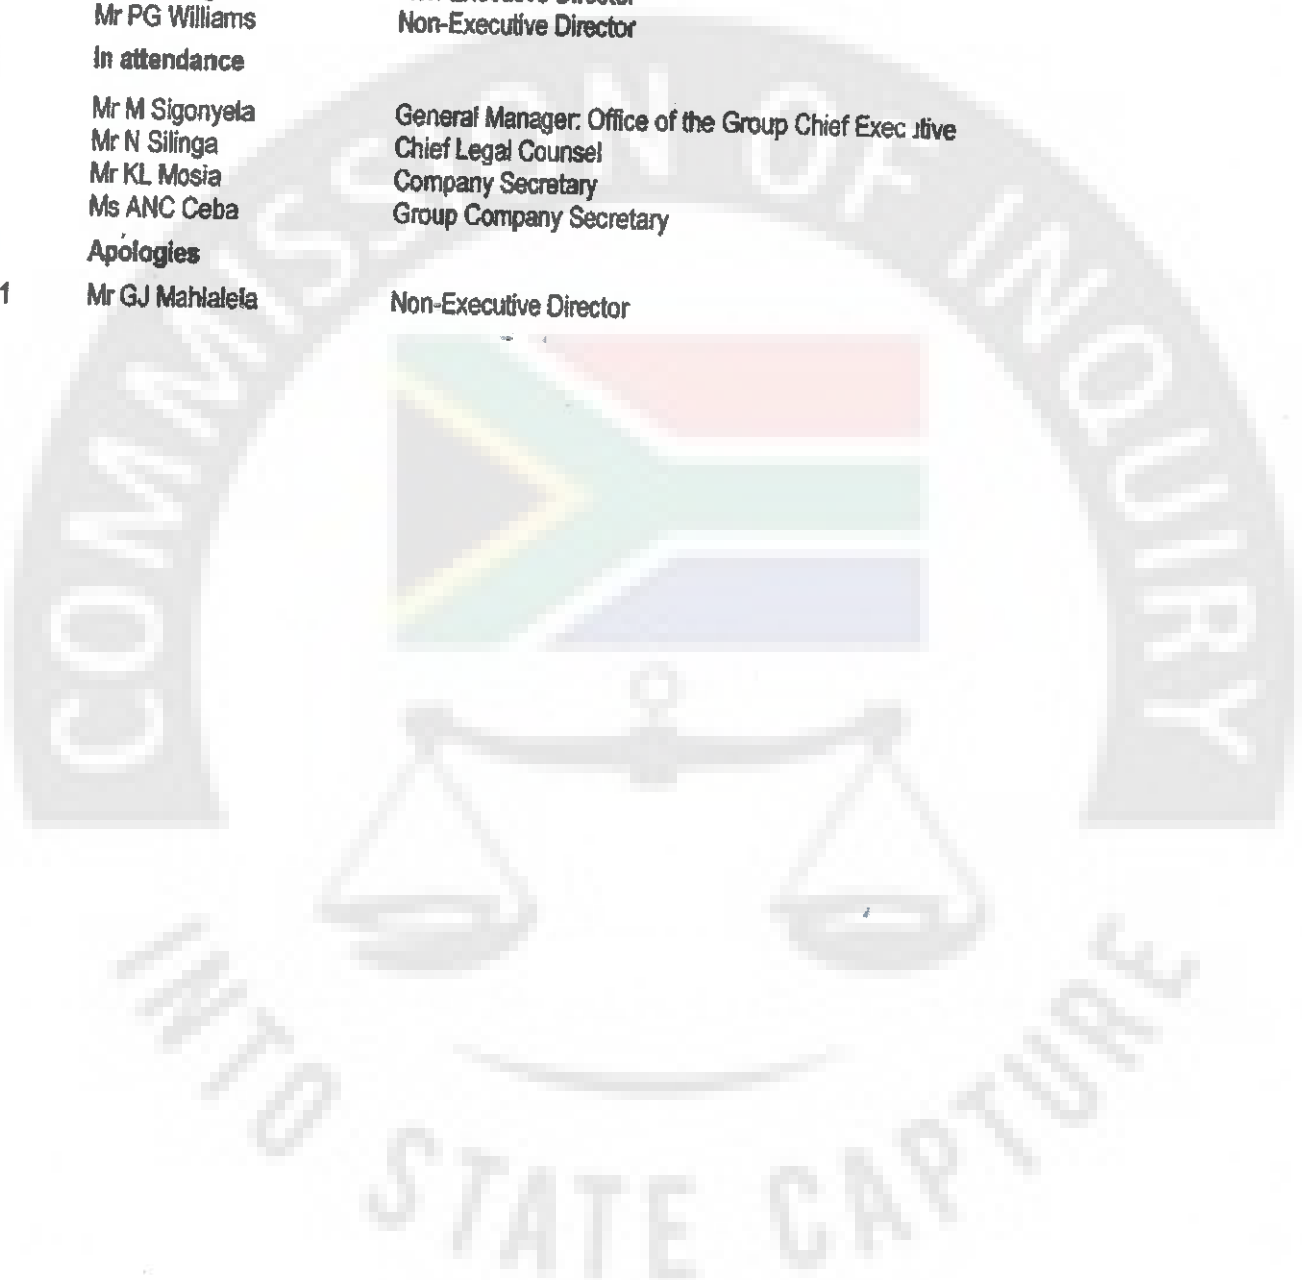 Mr PG Williams Non-Executive Director
In attendance
Mr M Sigonyela General Manager: Office of the Group Chief Executive
Mr N Silinga Chief Legal Counsel
Mr KL Mosia Company Secretary
Ms ANC Ceba Group Company Secretary
Apologies
1 Mr GJ Mahlalela Non-Executive Director
COMMISSION OF INQUIRY
INTO STATE CAPTURE